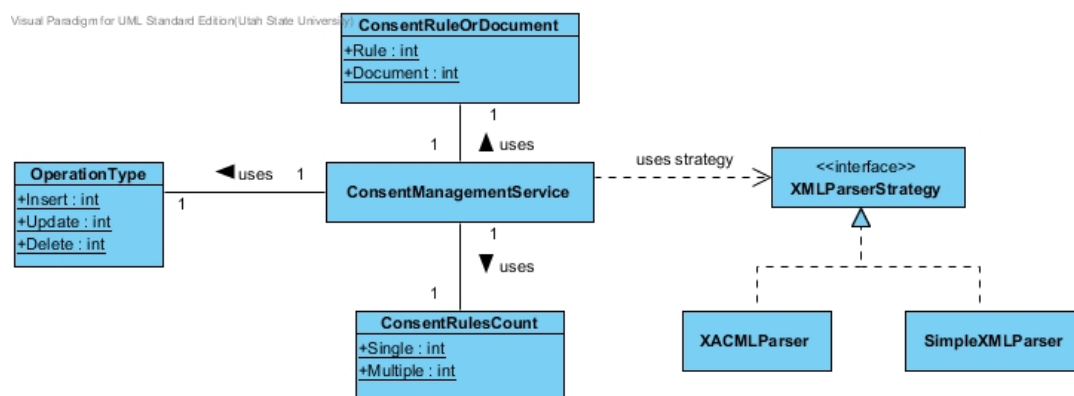 Visual Paradigm for UML Standard Edition(Utah State University)
ConsentRuleOrDocument
+Rule : int
+Document : int
1
1
uses
OperationType
+Insert : int
+Update : int
+Delete : int
uses
1
1
ConsentManagementService
uses strategy
<<interface>>
XMLParserStrategy
1
uses
1
ConsentRulesCount
+Single : int
+Multiple : int
XACMLParser
SimpleXMLParser